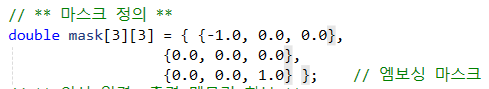 // ** 마스크 정의 **
double mask[3][3] = { {-1.0, 0.0, 0.0},
{0.0, 0.0, 0.0},
{0.0, 0.0, 1.0} };    // 엠보싱 마스크